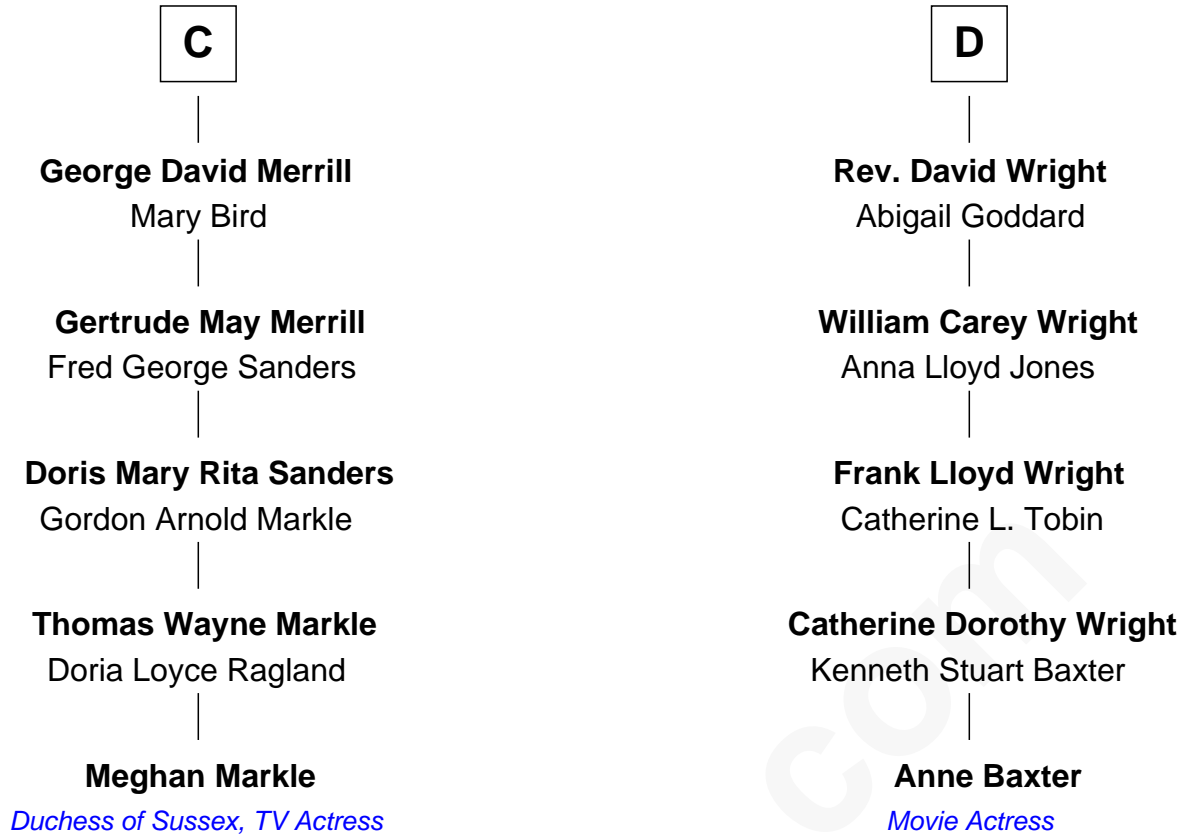 C
George David Merrill
Mary Bird
Gertrude May Merrill
Fred George Sanders
Doris Mary Rita Sanders
Gordon Arnold Markle
Thomas Wayne Markle
Doria Loyce Ragland
Meghan Markle
Duchess of Sussex, TV Actress
D
Rev. David Wright
Abigail Goddard
William Carey Wright
Anna Lloyd Jones
Frank Lloyd Wright
Catherine L. Tobin
Catherine Dorothy Wright
Kenneth Stuart Baxter
Anne Baxter
Movie Actress
com